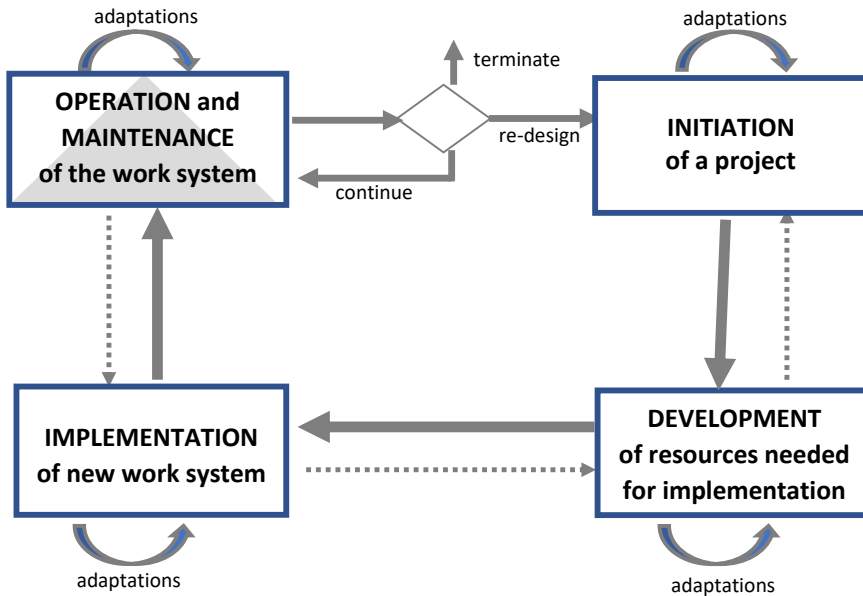 adaptations
adaptations
terminate
OPERATION and
MAINTENANCE
of the work system
re-design
INITIATION
of a project
continue
IMPLEMENTATION
of new work system
DEVELOPMENT
of resources needed
for implementation
adaptations
adaptations